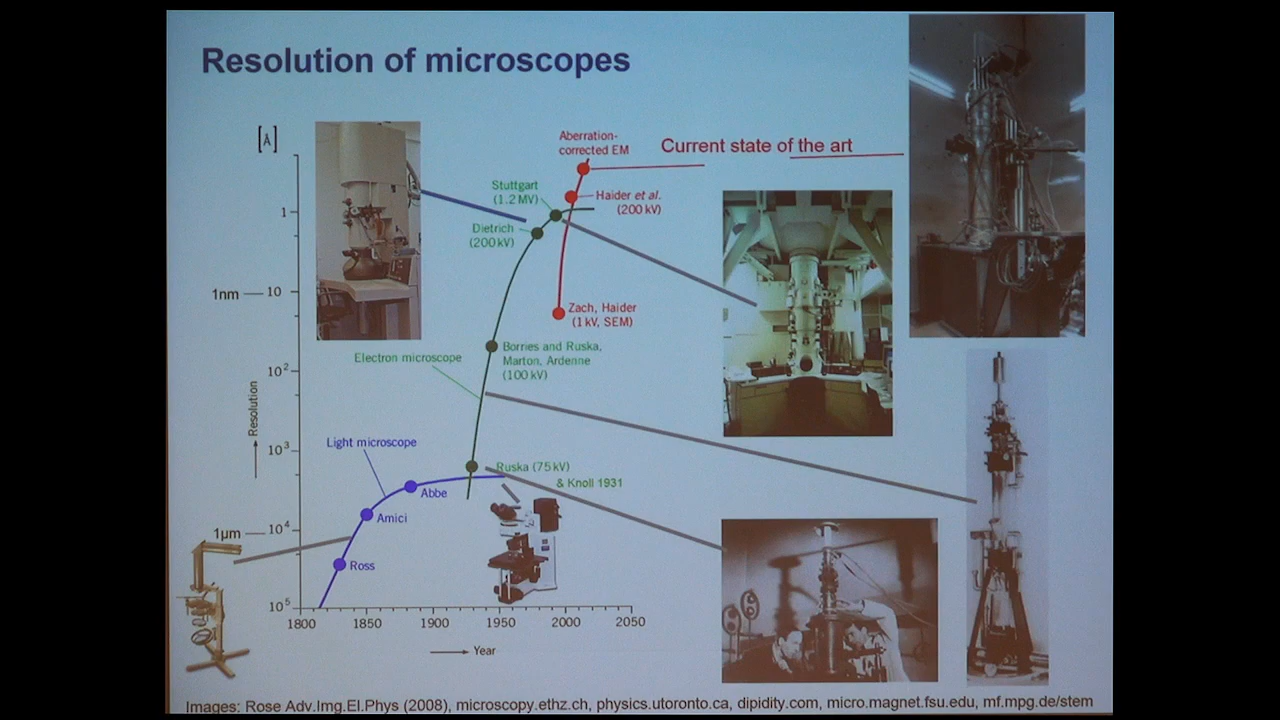 Resolution of microscopes
[Å]
Aberration-
corrected EM
Current state of the art
Stuttgart
(1.2 MV)
Haider et al.
(200 kV)
1
Dietrich
(200 kV)
1nm
10
Zach, Haider
(1 kV, SEM)
Electron microscope
Borries and Ruska,
Marton, Ardenne
(100 kV)
10²
Resolution
Light microscope
10³
Ruska (75 kV)
& Knoll 1931
Abbe
Amici
1µm
10⁴
Ross
10⁵
1800 1850 1900 1950 2000 2050
Year
Images: Rose Adv.Img.El.Phys (2008), microscopy.ethz.ch, physics.utoronto.ca, dipidity.com, micro.magnet.fsu.edu, mf.mpg.de/stem